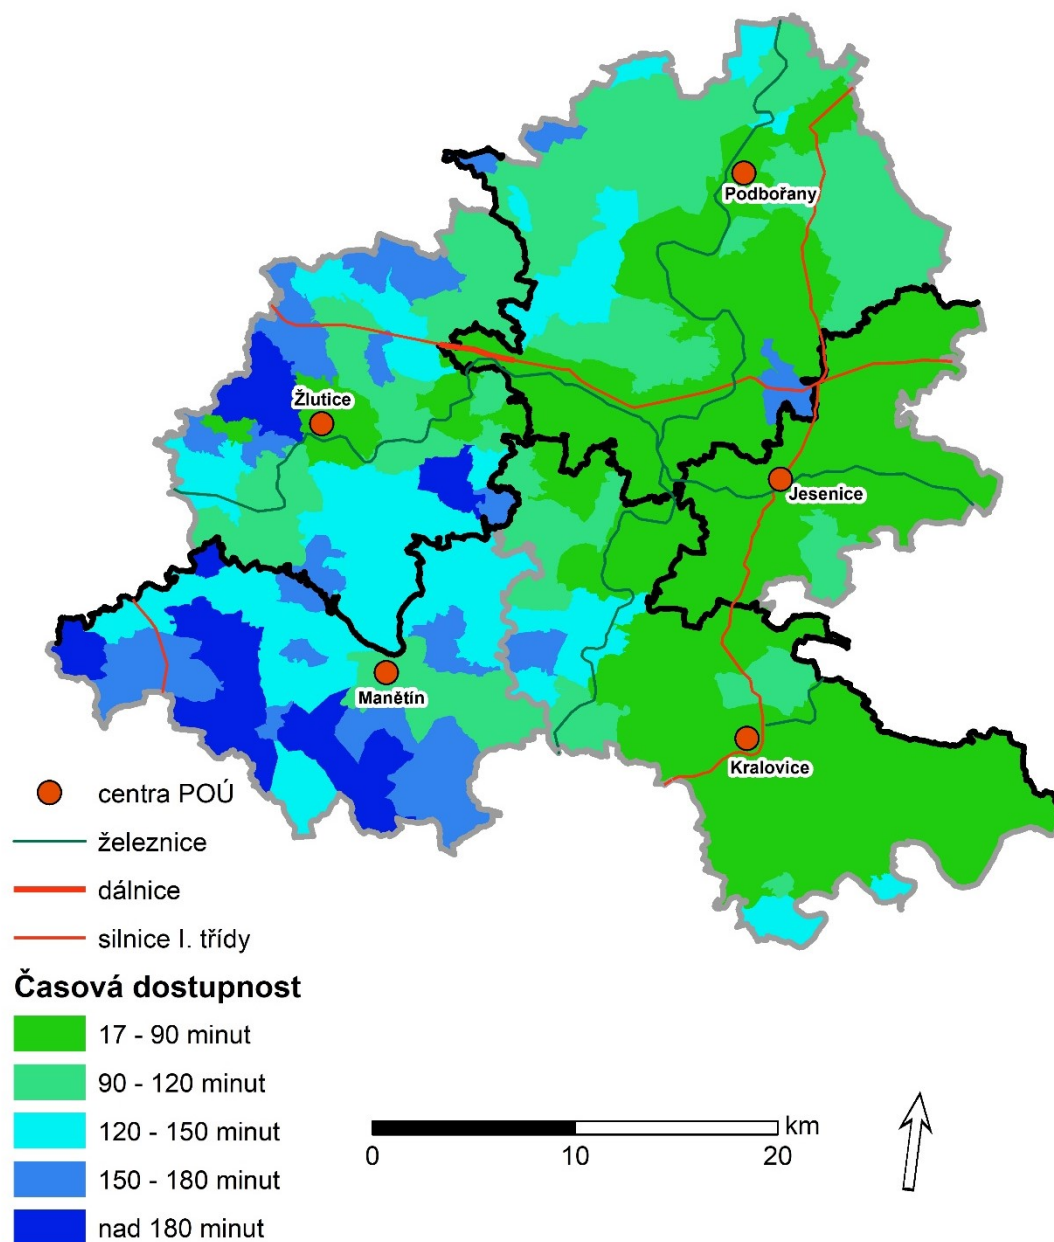 Podbořany
Žlutice
Jesenice
Manětín
Kralovice
centra POÚ
železnice
dálnice
silnice I. třídy
Časová dostupnost
17 - 90 minut
90 - 120 minut
120 - 150 minut
150 - 180 minut
nad 180 minut
km
0 10 20